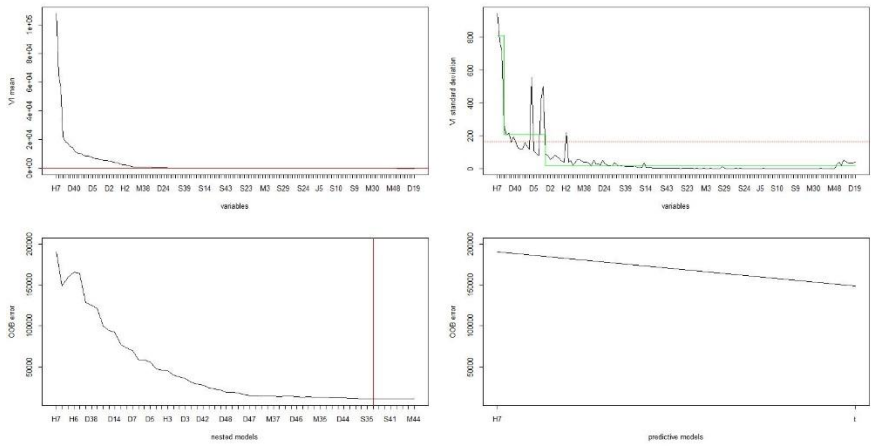 VI mean
0e+00 2e+04 4e+04 6e+04 8e+04 1e+05
H7 D40 D5 D2 H2 M38 D24 S39 S14 S43 S23 M3 S29 S24 J5 S10 S9 M30 M48 D19
variables
VI standard deviation
0 200 400 600 800
H7 D40 D5 D2 H2 M38 D24 S39 S14 S43 S23 M3 S29 S24 J5 S10 S9 M30 M48 D19
variables
OOB error
50000 100000 150000 200000
H7 H6 D38 D14 D7 D5 H3 D3 D42 D48 D47 M37 D46 M35 D44 S35 S41 M44
nested models
OOB error
50000 100000 150000 200000
H7 t
predictive models